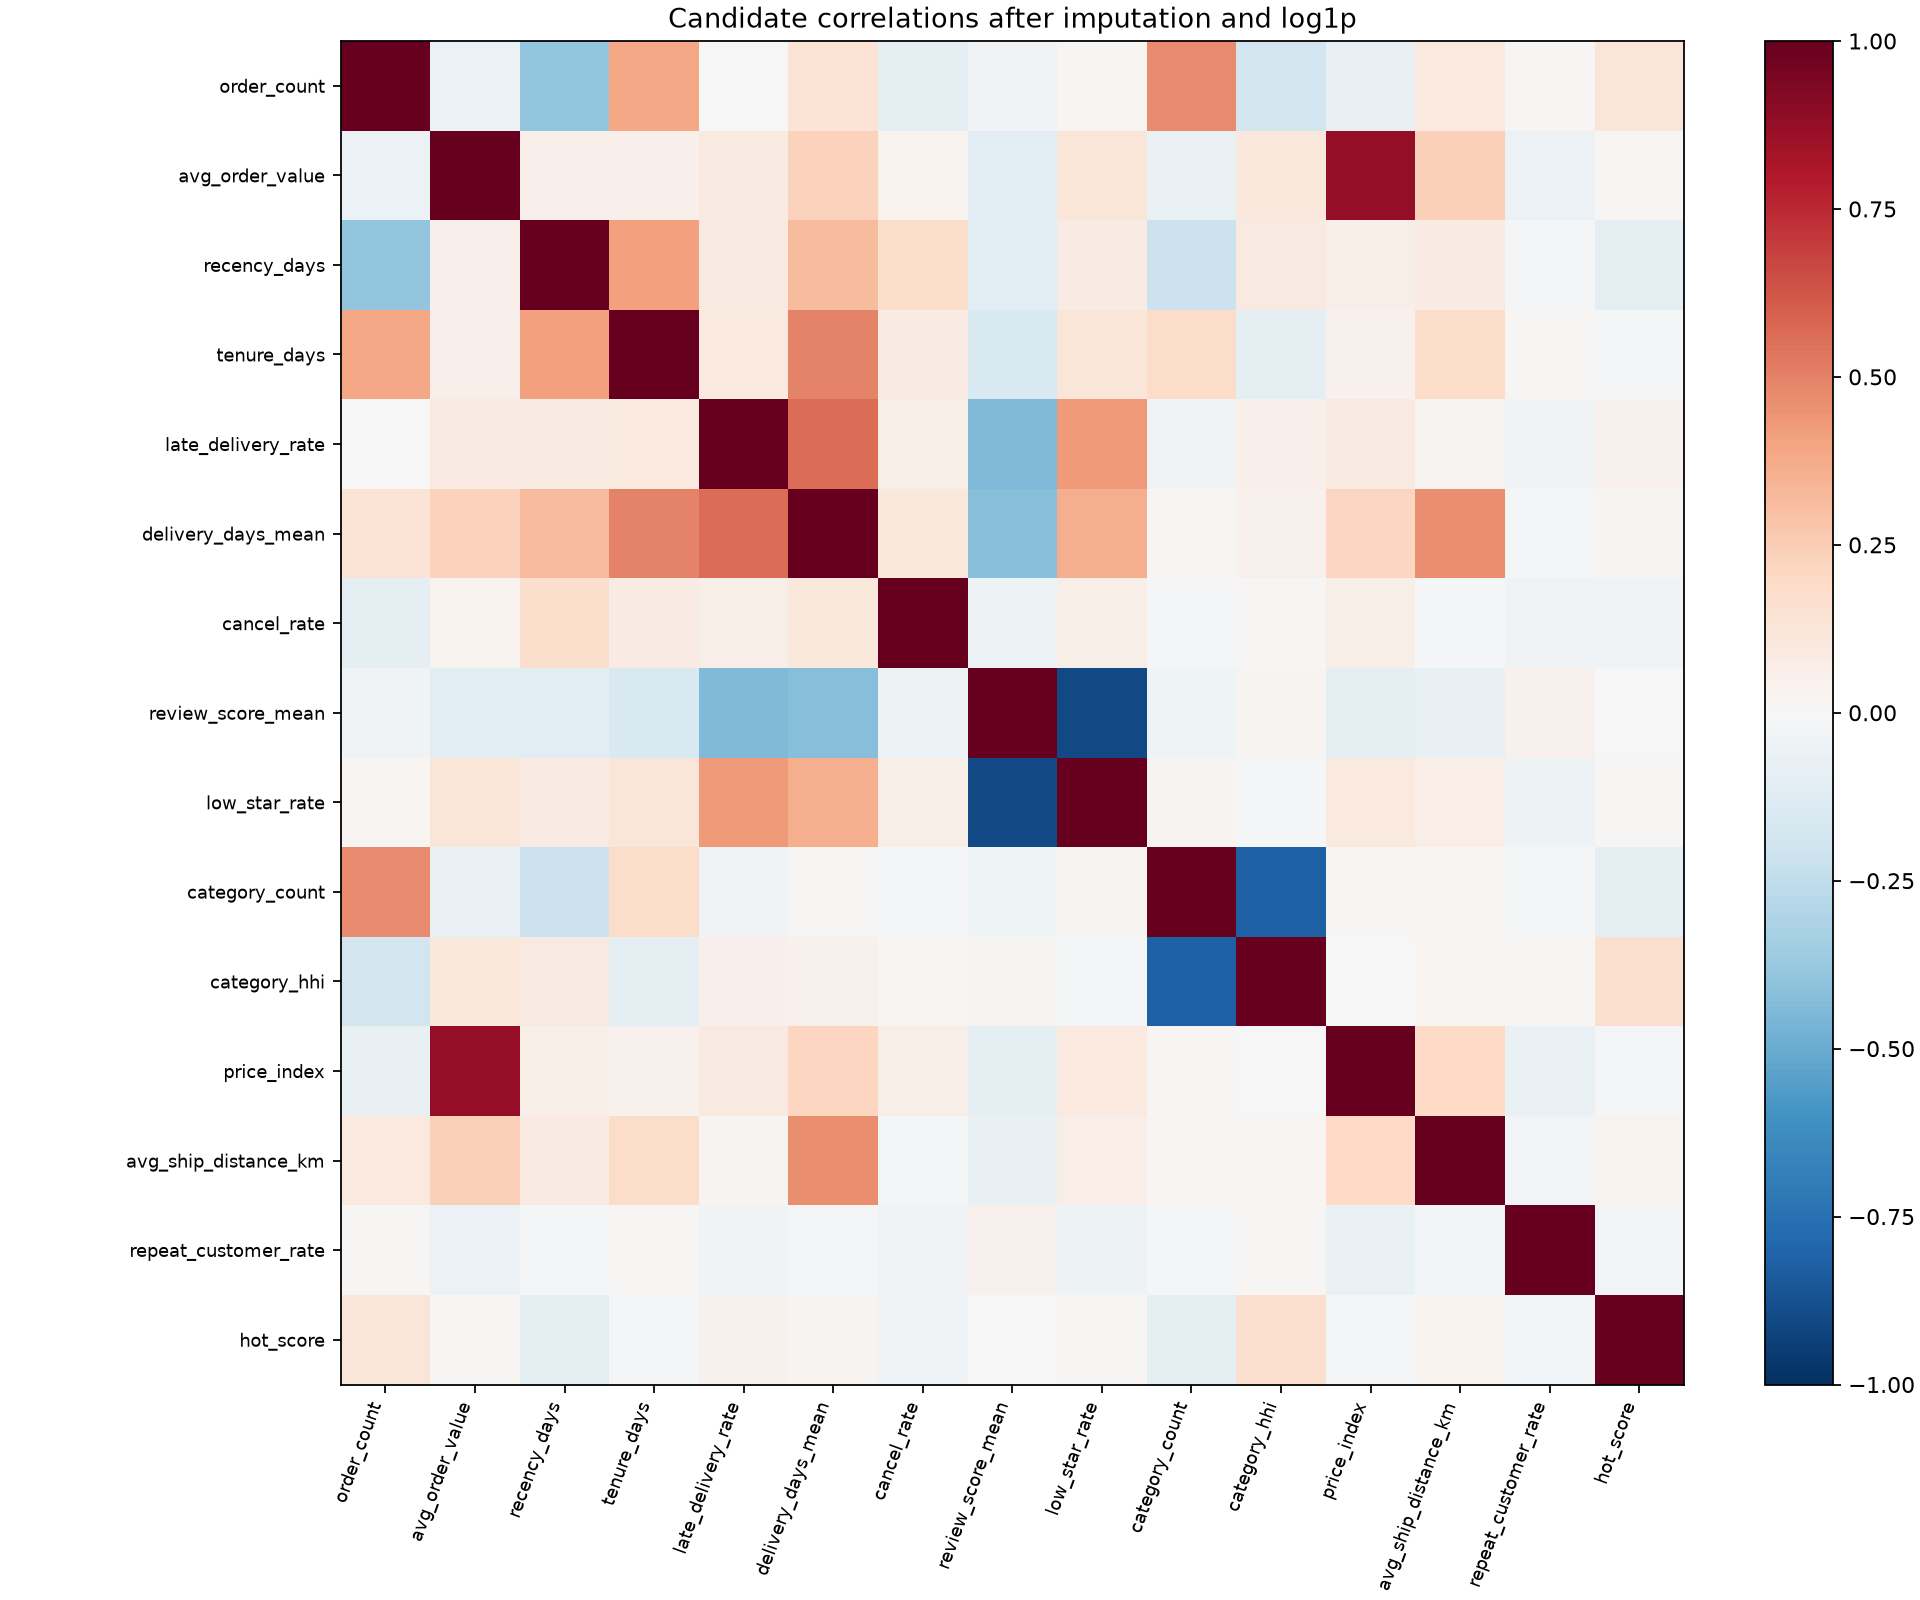 Candidate correlations after imputation and log1p
order_count
avg_order_value
recency_days
tenure_days
late_delivery_rate
delivery_days_mean
cancel_rate
review_score_mean
low_star_rate
category_count
category_hhi
price_index
avg_ship_distance_km
repeat_customer_rate
hot_score
order_count
avg_order_value
recency_days
tenure_days
late_delivery_rate
delivery_days_mean
cancel_rate
review_score_mean
low_star_rate
category_count
category_hhi
price_index
avg_ship_distance_km
repeat_customer_rate
hot_score
1.00
0.75
0.50
0.25
0.00
−0.25
−0.50
−0.75
−1.00